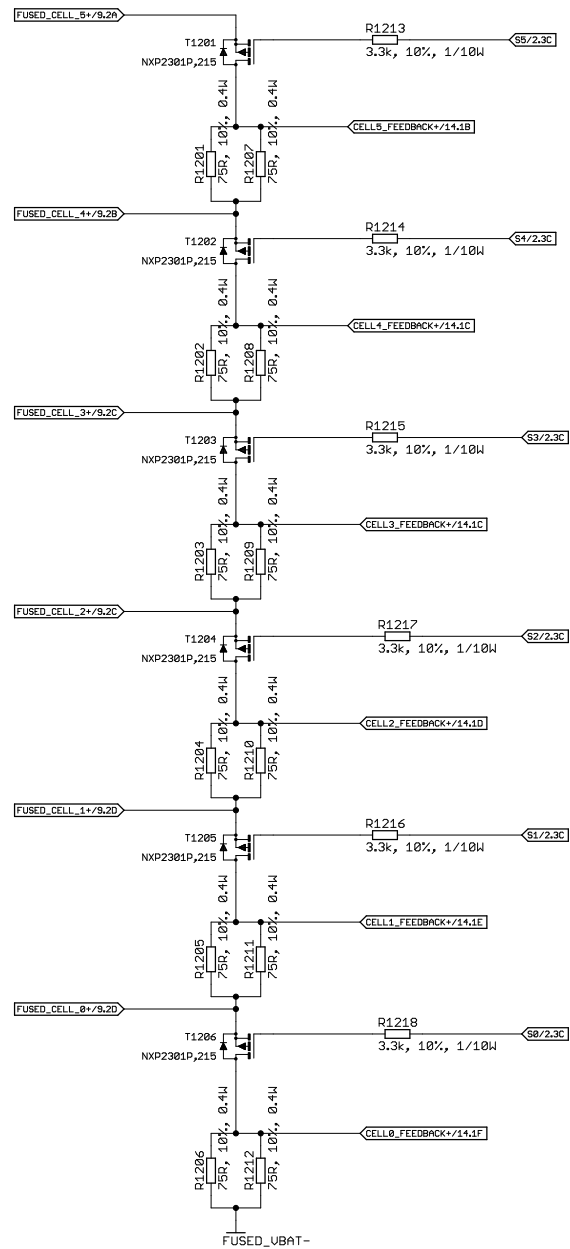 FUSED_CELL_5+/9.2A
T1201
NXP2301P,215
R1213
3.3k, 10%, 1/10W
S5/2.3C
R1201
75R, 10%, 0.4W
R1207
75R, 10%, 0.4W
CELL5_FEEDBACK+/14.1B
FUSED_CELL_4+/9.2B
T1202
NXP2301P,215
R1214
3.3k, 10%, 1/10W
S4/2.3C
R1202
75R, 10%, 0.4W
R1208
75R, 10%, 0.4W
CELL4_FEEDBACK+/14.1C
FUSED_CELL_3+/9.2C
T1203
NXP2301P,215
R1215
3.3k, 10%, 1/10W
S3/2.3C
R1203
75R, 10%, 0.4W
R1209
75R, 10%, 0.4W
CELL3_FEEDBACK+/14.1C
FUSED_CELL_2+/9.2C
T1204
NXP2301P,215
R1217
3.3k, 10%, 1/10W
S2/2.3C
R1204
75R, 10%, 0.4W
R1210
75R, 10%, 0.4W
CELL2_FEEDBACK+/14.1D
FUSED_CELL_1+/9.2D
T1205
NXP2301P,215
R1216
3.3k, 10%, 1/10W
S1/2.3C
R1205
75R, 10%, 0.4W
R1211
75R, 10%, 0.4W
CELL1_FEEDBACK+/14.1E
FUSED_CELL_0+/9.2D
T1206
NXP2301P,215
R1218
3.3k, 10%, 1/10W
S0/2.3C
R1206
75R, 10%, 0.4W
R1212
75R, 10%, 0.4W
CELL0_FEEDBACK+/14.1F
FUSED_VBAT-